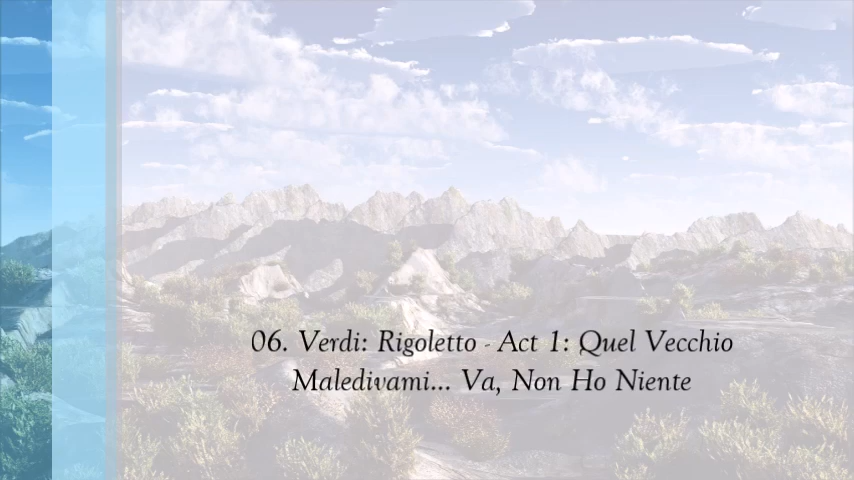 06. Verdi: Rigoletto - Act 1: Quel Vecchio
Maledivami... Va, Non Ho Niente